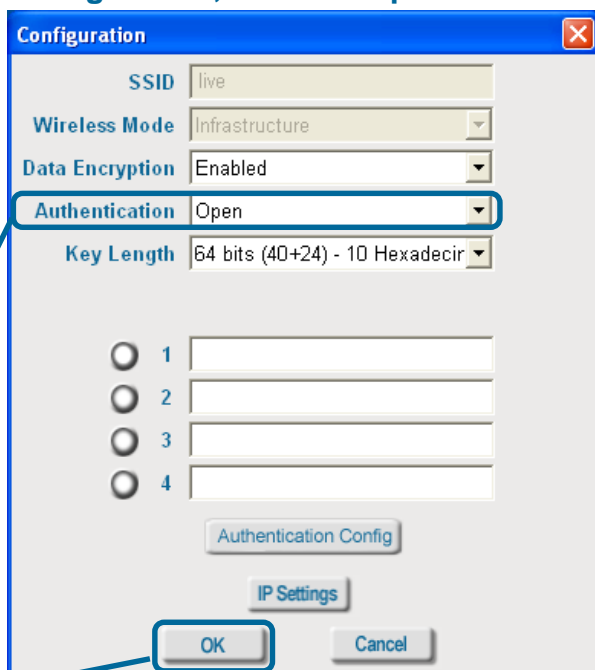 Configuration
SSID live
Wireless Mode Infrastructure
Data Encryption Enabled
Authentication Open
Key Length 64 bits (40+24) - 10 Hexadecir
1
2
3
4
Authentication Config
IP Settings
OK Cancel